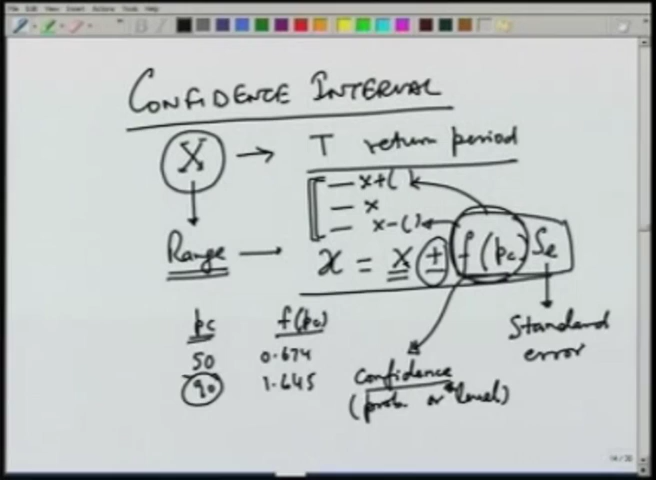 CONFIDENCE INTERVAL
X → T return period
— x+( )
— x
— x-( )
Range — x = x ± f(pc) Se
pc f(pc)
50 0.674
90 1.645
Standard
error
Confidence
(prob. or level)
14/20